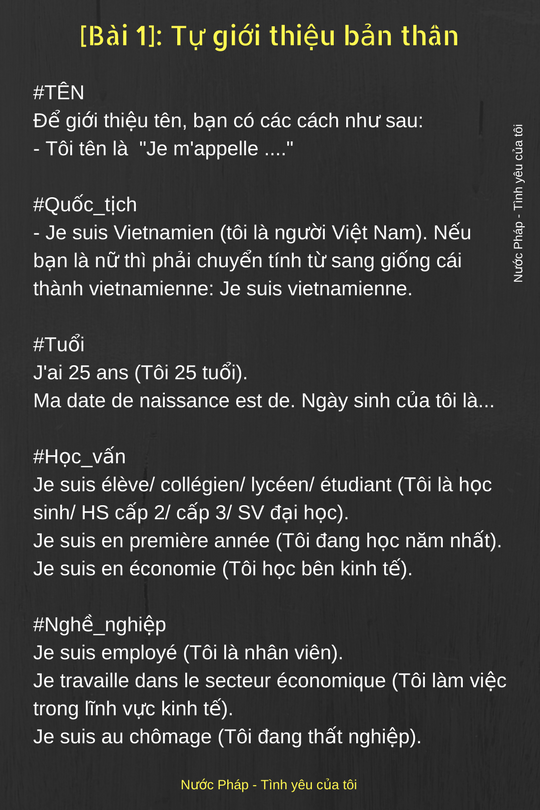 [Bài 1]: Tự giới thiệu bản thân
#TÊN
Để giới thiệu tên, bạn có các cách như sau:
- Tôi tên là  "Je m'appelle ...."
#Quốc_tịch
- Je suis Vietnamien (tôi là người Việt Nam). Nếu
bạn là nữ thì phải chuyển tính từ sang giống cái
thành vietnamienne: Je suis vietnamienne.
#Tuổi
J'ai 25 ans (Tôi 25 tuổi).
Ma date de naissance est de. Ngày sinh của tôi là...
#Học_vấn
Je suis élève/ collégien/ lycéen/ étudiant (Tôi là học
sinh/ HS cấp 2/ cấp 3/ SV đại học).
Je suis en première année (Tôi đang học năm nhất).
Je suis en économie (Tôi học bên kinh tế).
#Nghề_nghiệp
Je suis employé (Tôi là nhân viên).
Je travaille dans le secteur économique (Tôi làm việc
trong lĩnh vực kinh tế).
Je suis au chômage (Tôi đang thất nghiệp).
Nước Pháp - Tình yêu của tôi
Nước Pháp - Tình yêu của tôi